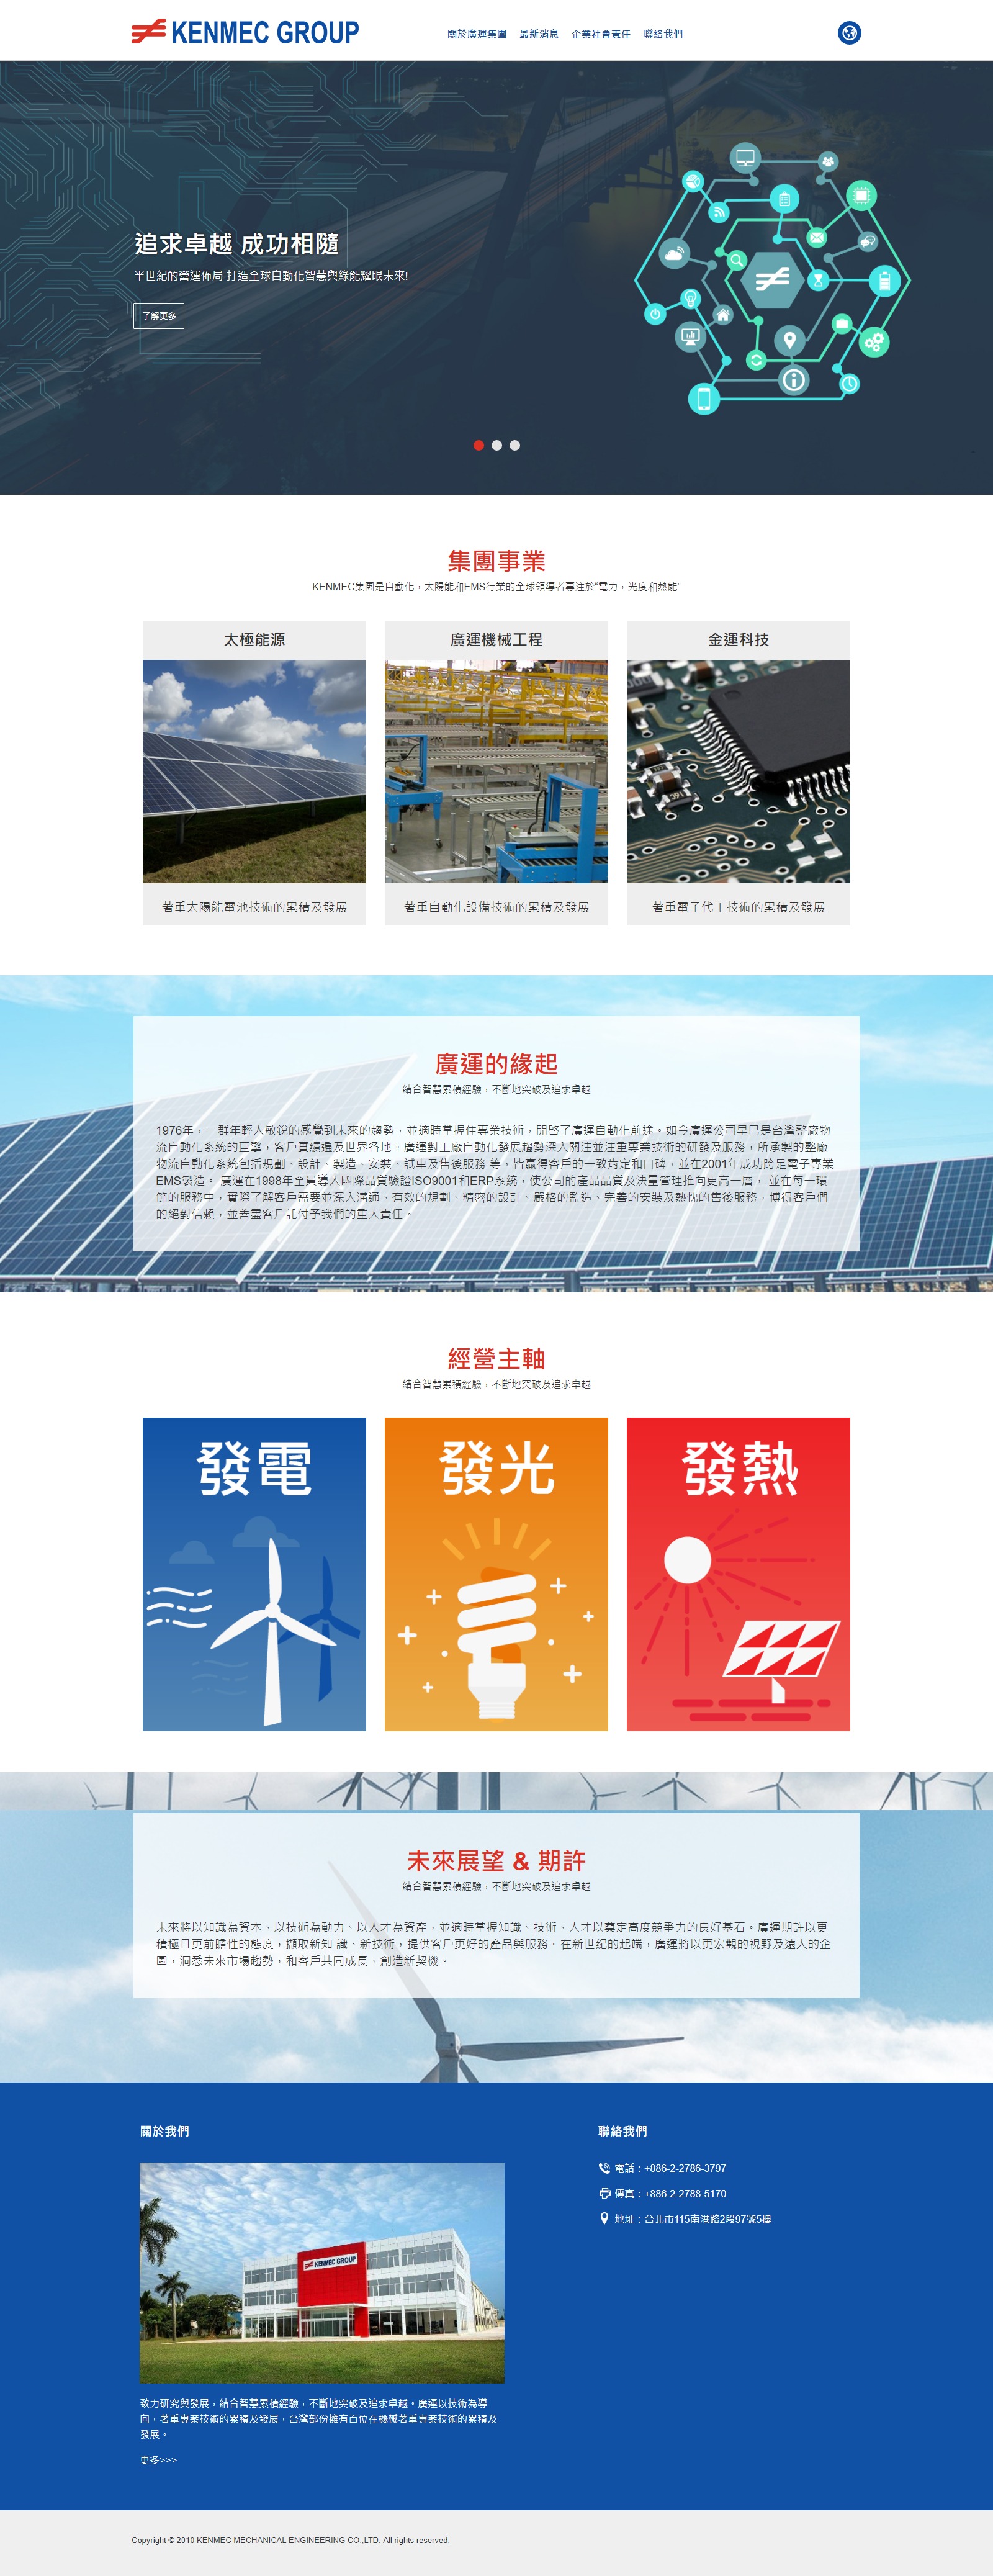 KENMEC GROUP
關於廣運集團 最新消息 企業社會責任 聯絡我們
追求卓越 成功相隨
半世紀的營運佈局 打造全球自動化智慧與綠能耀眼未來!
了解更多
集團事業
KENMEC集團是自動化，太陽能和EMS行業的全球領導者專注於“電力，光度和熱能”
太極能源
廣運機械工程
金運科技
著重太陽能電池技術的累積及發展
著重自動化設備技術的累積及發展
著重電子代工技術的累積及發展
廣運的緣起
結合智慧累積經驗，不斷地突破及追求卓越
1976年，一群年輕人敏銳的感覺到未來的趨勢，並適時掌握住專業技術，開啓了廣運自動化前途。如今廣運公司早已是台灣整廠物
流自動化系統的巨擎，客戶實績遍及世界各地。廣運對工廠自動化發展趨勢深入關注並注重專業技術的研發及服務，所承製的整廠
物流自動化系統包括規劃、設計、製造、安裝、試車及售後服務 等，皆贏得客戶的一致肯定和口碑，並在2001年成功跨足電子專業
EMS製造。 廣運在1998年全員導入國際品質驗證ISO9001和ERP系統，使公司的產品品質及決量管理推向更高一層， 並在每一環
節的服務中，實際了解客戶需要並深入溝通、有效的規劃、精密的設計、嚴格的監造、完善的安裝及熱忱的售後服務，博得客戶們
的絕對信賴，並善盡客戶託付予我們的重大責任。
經營主軸
結合智慧累積經驗，不斷地突破及追求卓越
發電
發光
發熱
未來展望 & 期許
結合智慧累積經驗，不斷地突破及追求卓越
未來將以知識為資本、以技術為動力、以人才為資產，並適時掌握知識、技術、人才以奠定高度競爭力的良好基石。廣運期許以更
積極且更前瞻性的態度，擷取新知 識、新技術，提供客戶更好的產品與服務。在新世紀的起端，廣運將以更宏觀的視野及遠大的企
圖，洞悉未來市場趨勢，和客戶共同成長，創造新契機。
關於我們
KENMEC GROUP
致力研究與發展，結合智慧累積經驗，不斷地突破及追求卓越。廣運以技術為導
向，著重專案技術的累積及發展，台灣部份擁有百位在機械著重專案技術的累積及
發展。
更多>>>
聯絡我們
電話：+886-2-2786-3797
傳真：+886-2-2788-5170
地址：台北市115南港路2段97號5樓
Copyright © 2010 KENMEC MECHANICAL ENGINEERING CO.,LTD. All rights reserved.